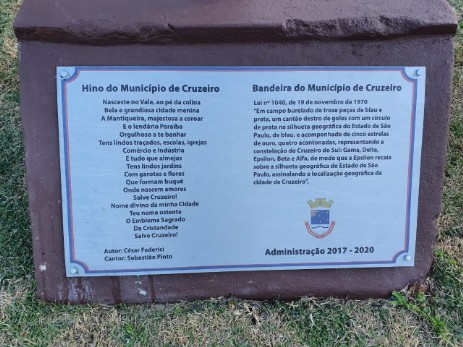 Hino do Município de Cruzeiro
Nasceste no Vale, ao pé da colina
Bela e grandiosa cidade menina
A Mantiqueira, majestosa a coroar
E o lendário Paraíba
Orgulhoso a te banhar
Tens lindos traçados, escolas, igrejas
Comércio e Indústria
E tudo que almejas
Tens lindos jardins
Com garotas e flores
Que formam buquê
Onde nascem amores
Salve Cruzeiro!
Nome divino da minha Cidade
Teu nome ostenta
O Emblema Sagrado
Da Cristandade
Salve Cruzeiro!
Autor: César Federici
Cantor: Sebastião Pinto
Bandeira do Município de Cruzeiro
Lei nº 1040, de 19 de novembro de 1970
"Em campo burelado de treze peças de bleu e
prata, um cantão destro de goles com um círculo
de prata na silhueta geográfica do Estado de São
Paulo, de bleu, e acompanhada de cinco estrelas
de ouro, quatro acantonadas, representando
a constelação do Cruzeiro do Sul: Gama, Delta,
Epsilon, Beta e Alfa, de modo que a Epsilon recaia
sobre a silhueta geográfica do Estado de São
Paulo, assinalando a localização geográfica da
cidade de Cruzeiro".
Administração 2017 - 2020